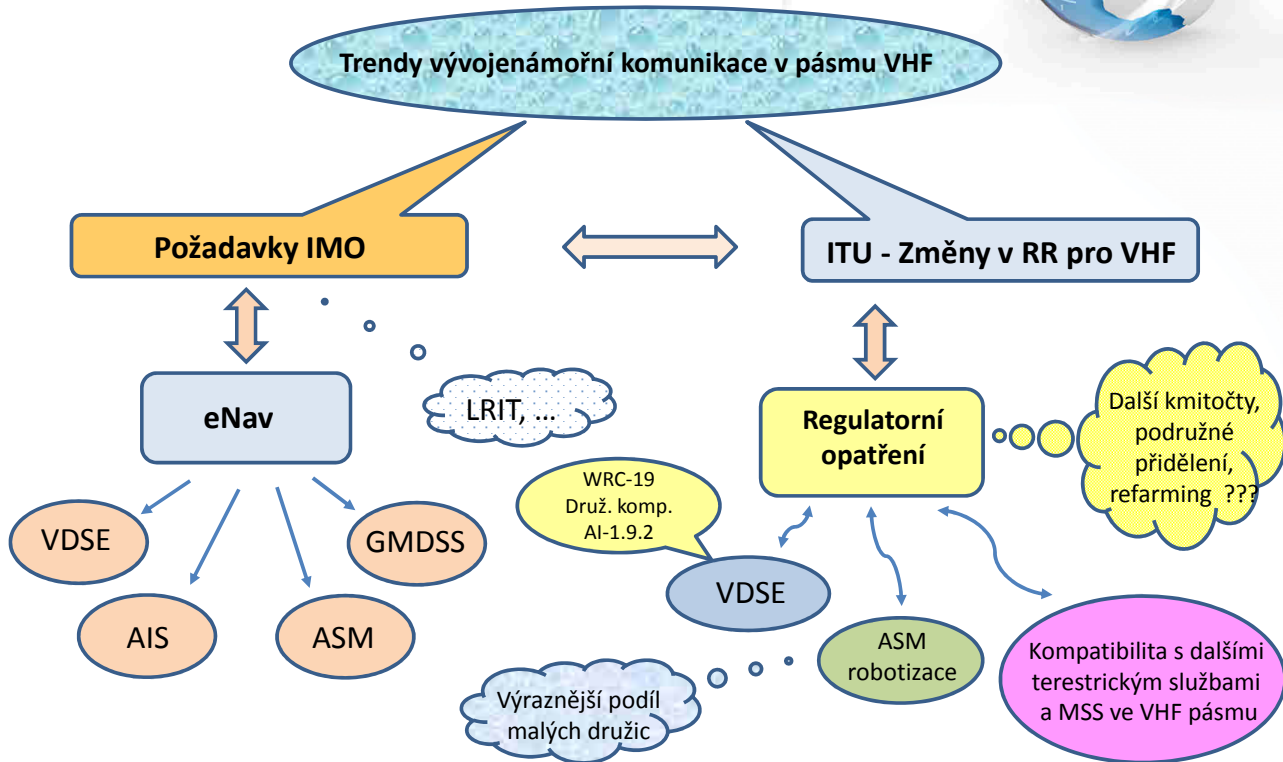 Trendy vývojenámořní komunikace v pásmu VHF
Požadavky IMO
ITU - Změny v RR pro VHF
eNav
LRIT, ...
Regulatorní
opatření
Další kmitočty,
podružné
přidělení,
refarming ???
WRC-19
Druž. komp.
AI-1.9.2
VDSE
GMDSS
AIS
ASM
VDSE
ASM
robotizace
Kompatibilita s dalšími
terestrickým službami
a MSS ve VHF pásmu
Výraznější podíl
malých družic